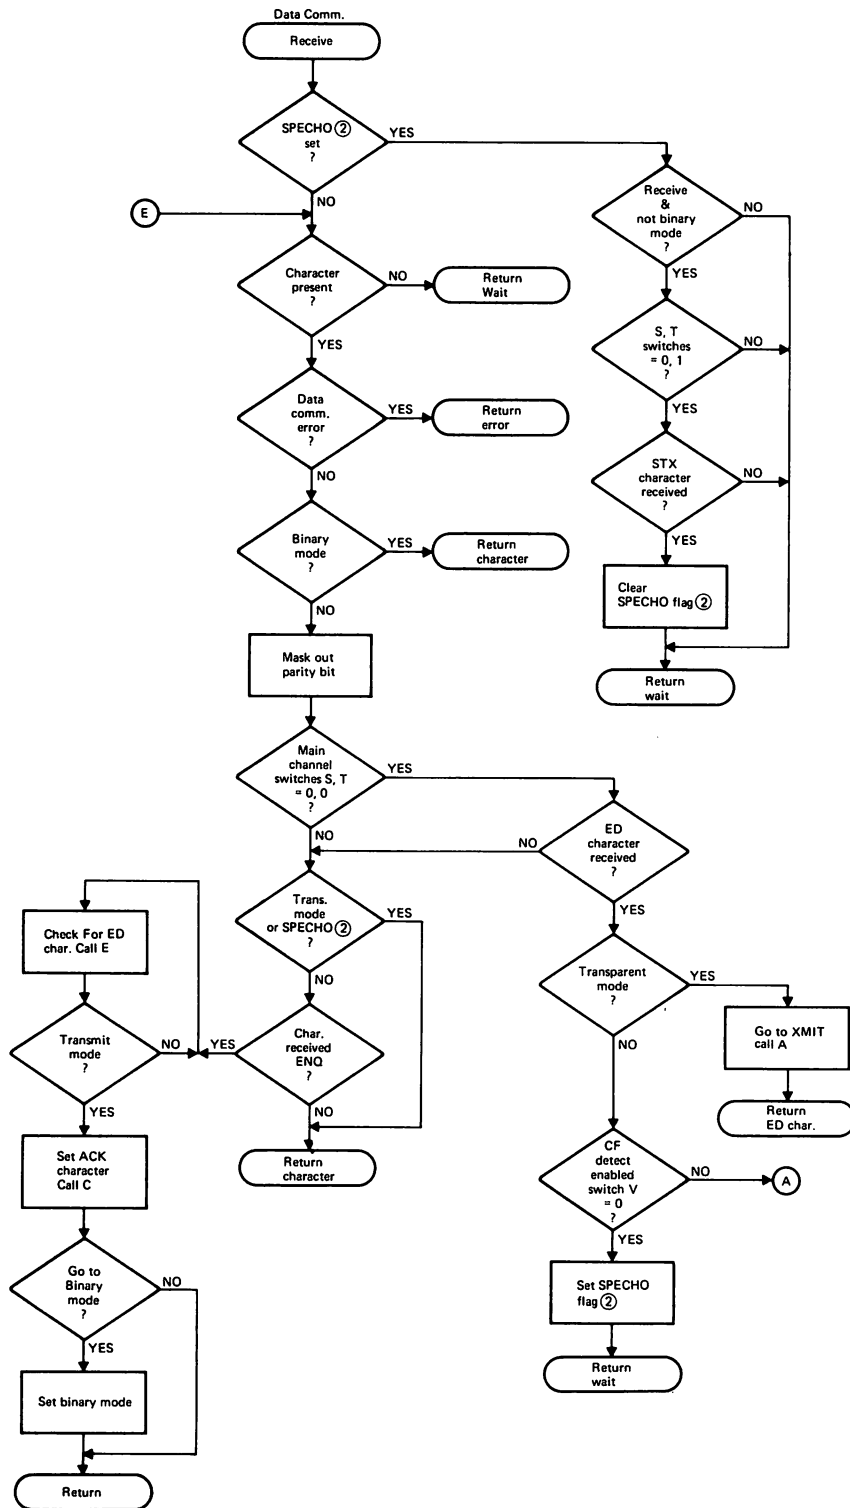 Data Comm.
Receive
SPECHO ②
set
?
YES
NO
E
Receive
&
not binary
mode
?
NO
YES
Character
present
?
NO
Return
Wait
YES
S, T
switches
= 0, 1
?
NO
YES
Data
comm.
error
?
YES
Return
error
NO
STX
character
received
?
NO
YES
Binary
mode
?
YES
Return
character
NO
Clear
SPECHO flag ②
Mask out
parity bit
Return
wait
Main
channel
switches S, T
= 0, 0
?
YES
NO
ED
character
received
?
NO
YES
Trans.
mode
or SPECHO ②
?
YES
NO
Check For ED
char. Call E
Transparent
mode
?
YES
NO
Go to XMIT
call A
Return
ED char.
Transmit
mode
?
NO
YES
Char.
received
ENQ
?
YES
NO
Return
character
Set ACK
character
Call C
CF
detect
enabled
switch V
= 0
?
NO
A
YES
Go to
Binary
mode
?
NO
YES
Set SPECHO
flag ②
Return
wait
Set binary mode
Return